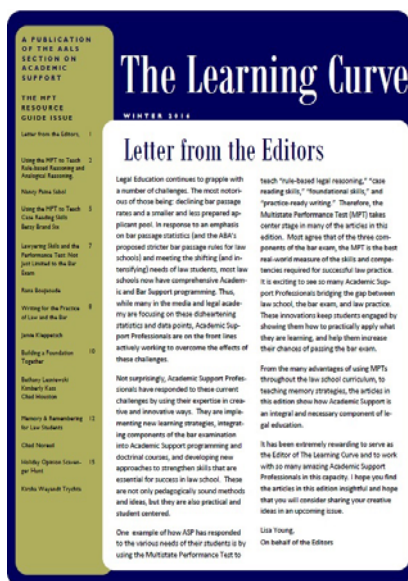 A PUBLICATION
OF THE AALS
SECTION ON
ACADEMIC
SUPPORT
THE MPT
RESOURCE
GUIDE ISSUE
Letter from the Editors, 1
Using the MPT to Teach 2
Rule-based Reasoning and
Analogical Reasoning,
Nancy
Using the MPT to Teach 5
Case Reading Skills
Betsy Brand Six
Lawyering Skills and the 7
Performance Test: Not
Just Limited to the Bar
Exam
Writing for the Practice 8
of Law and the Bar
Jamie Kleppetsch
Building a Foundation 10
Together
Bethany Lesniewski
Kimberly Katz
Chad Houston
Memory & Remembering 12
for Law Students
Chad Noreuil
Holiday Opinion Scaven- 15
ger Hunt
The Learning Curve
WINTER 2016
Letter from the Editors
Legal Education continues to grapple with
a number of challenges. The most notori-
ous of those being: declining bar passage
rates and a smaller and less prepared ap-
plicant pool. In response to an emphasis
on bar passage statistics (and the ABA's
proposed stricter bar passage rules for law
schools) and meeting the shifting (and in-
tensifying) needs of law students, most law
schools now have comprehensive Academ-
ic and Bar Support programming. Thus,
while many in the media and legal acade-
my are focusing on these disheartening
statistics and data points, Academic Sup-
port Professionals are on the front lines
actively working to overcome the effects of
these challenges.
Not surprisingly, Academic Support Profes-
sionals have responded to these current
challenges by using their expertise in crea-
tive and innovative ways. They are imple-
menting new learning strategies, integrat-
ing components of the bar examination
into Academic Support programming and
doctrinal courses, and developing new
approaches to strengthen skills that are
essential for success in law school. These
are not only pedagogically sound methods
and ideas, but they are also practical and
student centered.
One example of how ASP has responded
to the various needs of their students is by
using the Multistate Performance Test to
teach "rule-based legal reasoning," "case
reading skills," "foundational skills," and
"practice-ready writing." Therefore, the
Multistate Performance Test (MPT) takes
center stage in many of the articles in this
edition. Most agree that of the three com-
ponents of the bar exam, the MPT is the best
real-world measure of the skills and compe-
tencies required for successful law practice.
It is exciting to see so many Academic Sup-
port Professionals bridging the gap between
law school, the bar exam, and law practice.
These innovations keep students engaged by
showing them how to practically apply what
they are learning, and help them increase
their chances of passing the bar exam.
From the many advantages of using MPTs
throughout the law school curriculum, to
teaching memory strategies, the articles in
this edition show how Academic Support is
an integral and necessary component of le-
gal education.
It has been extremely rewarding to serve as
the Editor of The Learning Curve and to work
with so many amazing Academic Support
Professionals in this capacity. I hope you find
the articles in this edition insightful and hope
that you will consider sharing your creative
ideas in an upcoming issue.
Lisa Young,
On behalf of the Editors